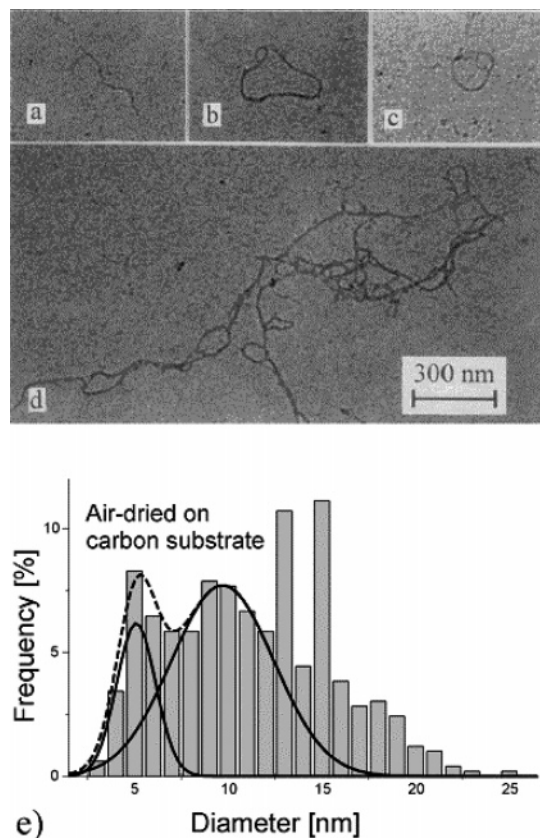 a
b
c
d
300 nm
Air-dried on
carbon substrate
Frequency [%]
10
5
0
5
10
15
20
25
Diameter [nm]
e)